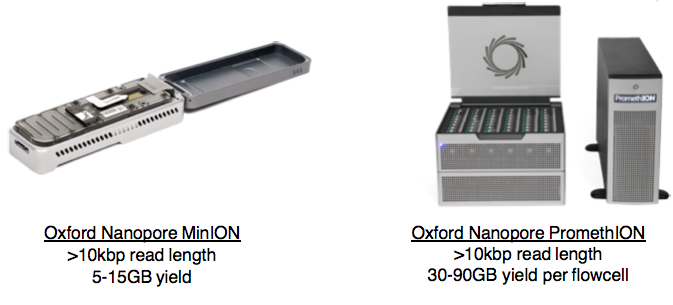 PromethION
Oxford Nanopore MinION
>10kbp read length
5-15GB yield
Oxford Nanopore PromethION
>10kbp read length
30-90GB yield per flowcell